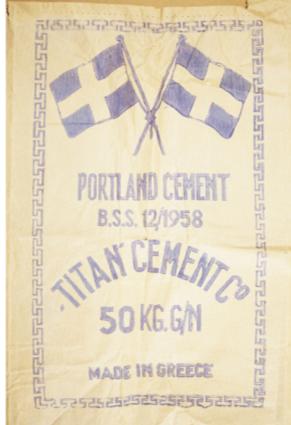 PORTLAND CEMENT
B.S.S. 12/1958
"TITAN" CEMENT Cº
50 KG. G/N
MADE IN GREECE